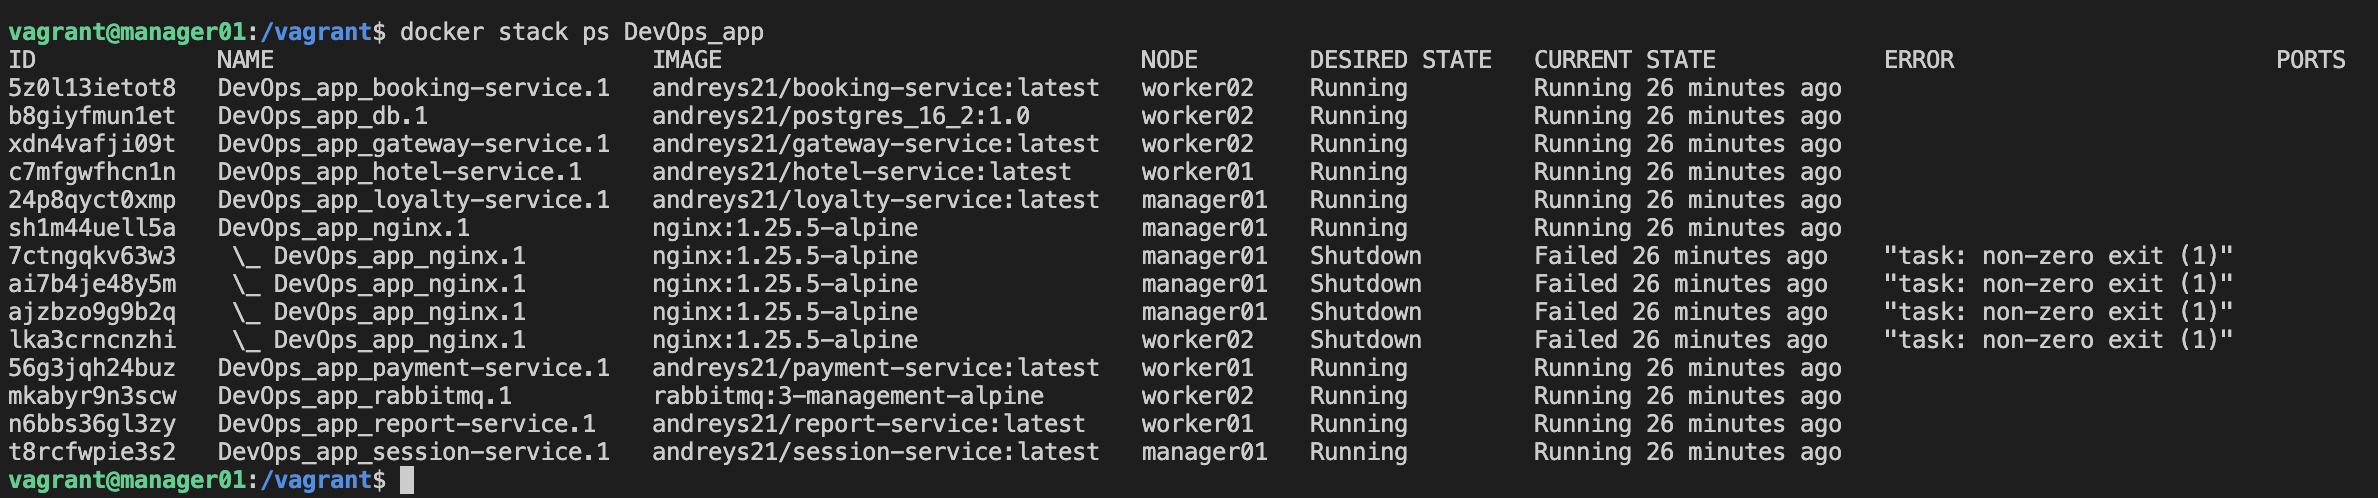 vagrant@manager01:/vagrant$ docker stack ps DevOps_app
ID NAME IMAGE NODE DESIRED STATE CURRENT STATE ERROR PORTS
5z0l13ietot8 DevOps_app_booking-service.1 andreys21/booking-service:latest worker02 Running Running 26 minutes ago
b8giyfmun1et DevOps_app_db.1 andreys21/postgres_16_2:1.0 worker02 Running Running 26 minutes ago
xdn4vafji09t DevOps_app_gateway-service.1 andreys21/gateway-service:latest worker02 Running Running 26 minutes ago
c7mfgwfhcn1n DevOps_app_hotel-service.1 andreys21/hotel-service:latest worker01 Running Running 26 minutes ago
24p8qyct0xmp DevOps_app_loyalty-service.1 andreys21/loyalty-service:latest manager01 Running Running 26 minutes ago
sh1m44uell5a DevOps_app_nginx.1 nginx:1.25.5-alpine manager01 Running Running 26 minutes ago
7ctngqkv63w3 \_ DevOps_app_nginx.1 nginx:1.25.5-alpine manager01 Shutdown Failed 26 minutes ago "task: non-zero exit (1)"
ai7b4je48y5m \_ DevOps_app_nginx.1 nginx:1.25.5-alpine manager01 Shutdown Failed 26 minutes ago "task: non-zero exit (1)"
ajzbzo9g9b2q \_ DevOps_app_nginx.1 nginx:1.25.5-alpine manager01 Shutdown Failed 26 minutes ago "task: non-zero exit (1)"
lka3crncnzhi \_ DevOps_app_nginx.1 nginx:1.25.5-alpine worker02 Shutdown Failed 26 minutes ago "task: non-zero exit (1)"
56g3jqh24buz DevOps_app_payment-service.1 andreys21/payment-service:latest worker01 Running Running 26 minutes ago
mkabyr9n3scw DevOps_app_rabbitmq.1 rabbitmq:3-management-alpine worker02 Running Running 26 minutes ago
n6bbs36gl3zy DevOps_app_report-service.1 andreys21/report-service:latest worker01 Running Running 26 minutes ago
t8rcfwpie3s2 DevOps_app_session-service.1 andreys21/session-service:latest manager01 Running Running 26 minutes ago
vagrant@manager01:/vagrant$